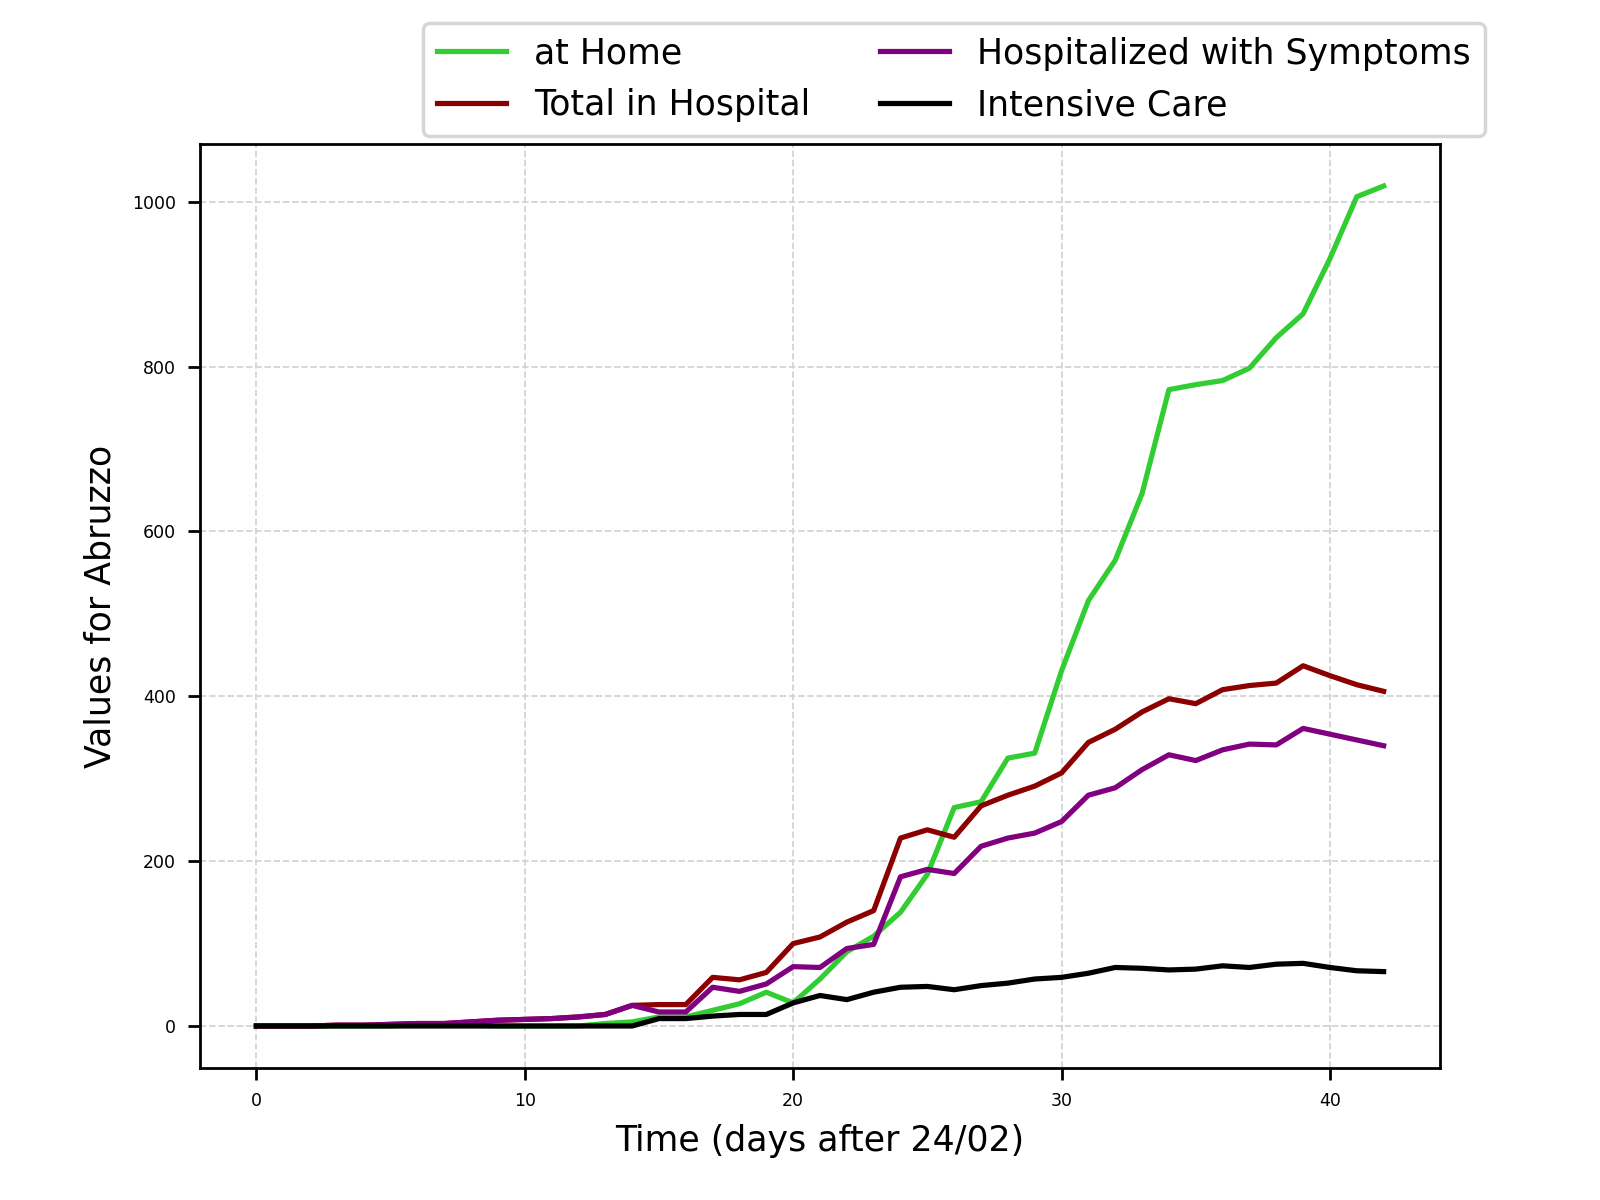 at Home
Hospitalized with Symptoms
Total in Hospital
Intensive Care
1000
800
600
400
200
0
Values for Abruzzo
0 10 20 30 40
Time (days after 24/02)